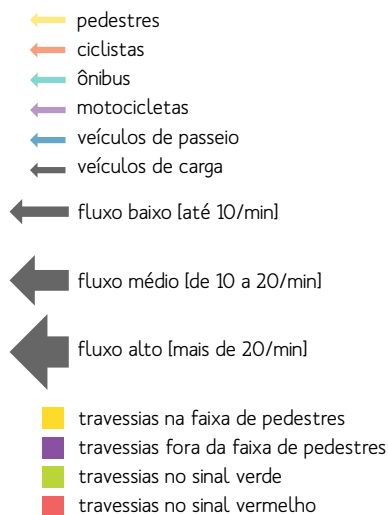 pedestres
ciclistas
ônibus
motocicletas
veículos de passeio
veículos de carga
fluxo baixo [até 10/min]
fluxo médio [de 10 a 20/min]
fluxo alto [mais de 20/min]
travessias na faixa de pedestres
travessias fora da faixa de pedestres
travessias no sinal verde
travessias no sinal vermelho